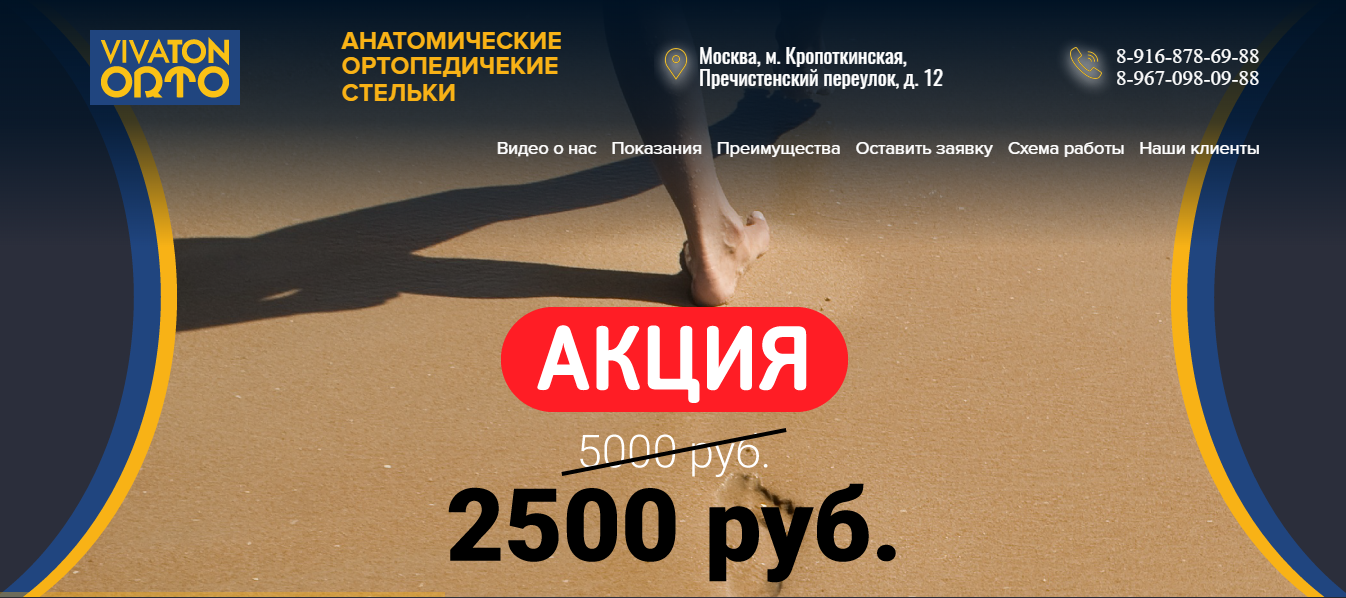 VIVATON
ORTO
АНАТОМИЧЕСКИЕ
ОРТОПЕДИЧЕКИЕ
СТЕЛЬКИ
Москва, м. Кропоткинская,
Пречистенский переулок, д. 12
8-916-878-69-88
8-967-098-09-88
Видео о нас Показания Преимущества Оставить заявку Схема работы Наши клиенты
АКЦИЯ
5000 руб.
2500 руб.